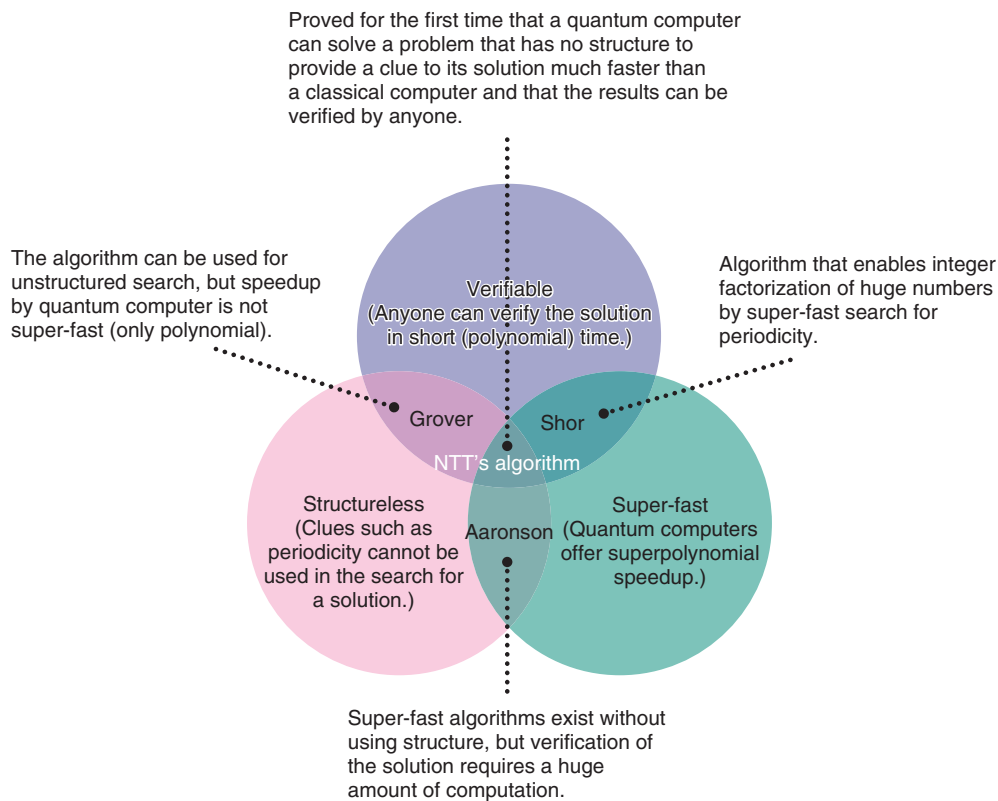 Proved for the first time that a quantum computer
can solve a problem that has no structure to
provide a clue to its solution much faster than
a classical computer and that the results can be
verified by anyone.
The algorithm can be used for
unstructured search, but speedup
by quantum computer is not
super-fast (only polynomial).
Verifiable
(Anyone can verify the solution
in short (polynomial) time.)
Algorithm that enables integer
factorization of huge numbers
by super-fast search for
periodicity.
Grover
Shor
NTT's algorithm
Structureless
(Clues such as
periodicity cannot be
used in the search for
a solution.)
Aaronson
Super-fast
(Quantum computers
offer superpolynomial
speedup.)
Super-fast algorithms exist without
using structure, but verification of
the solution requires a huge
amount of computation.